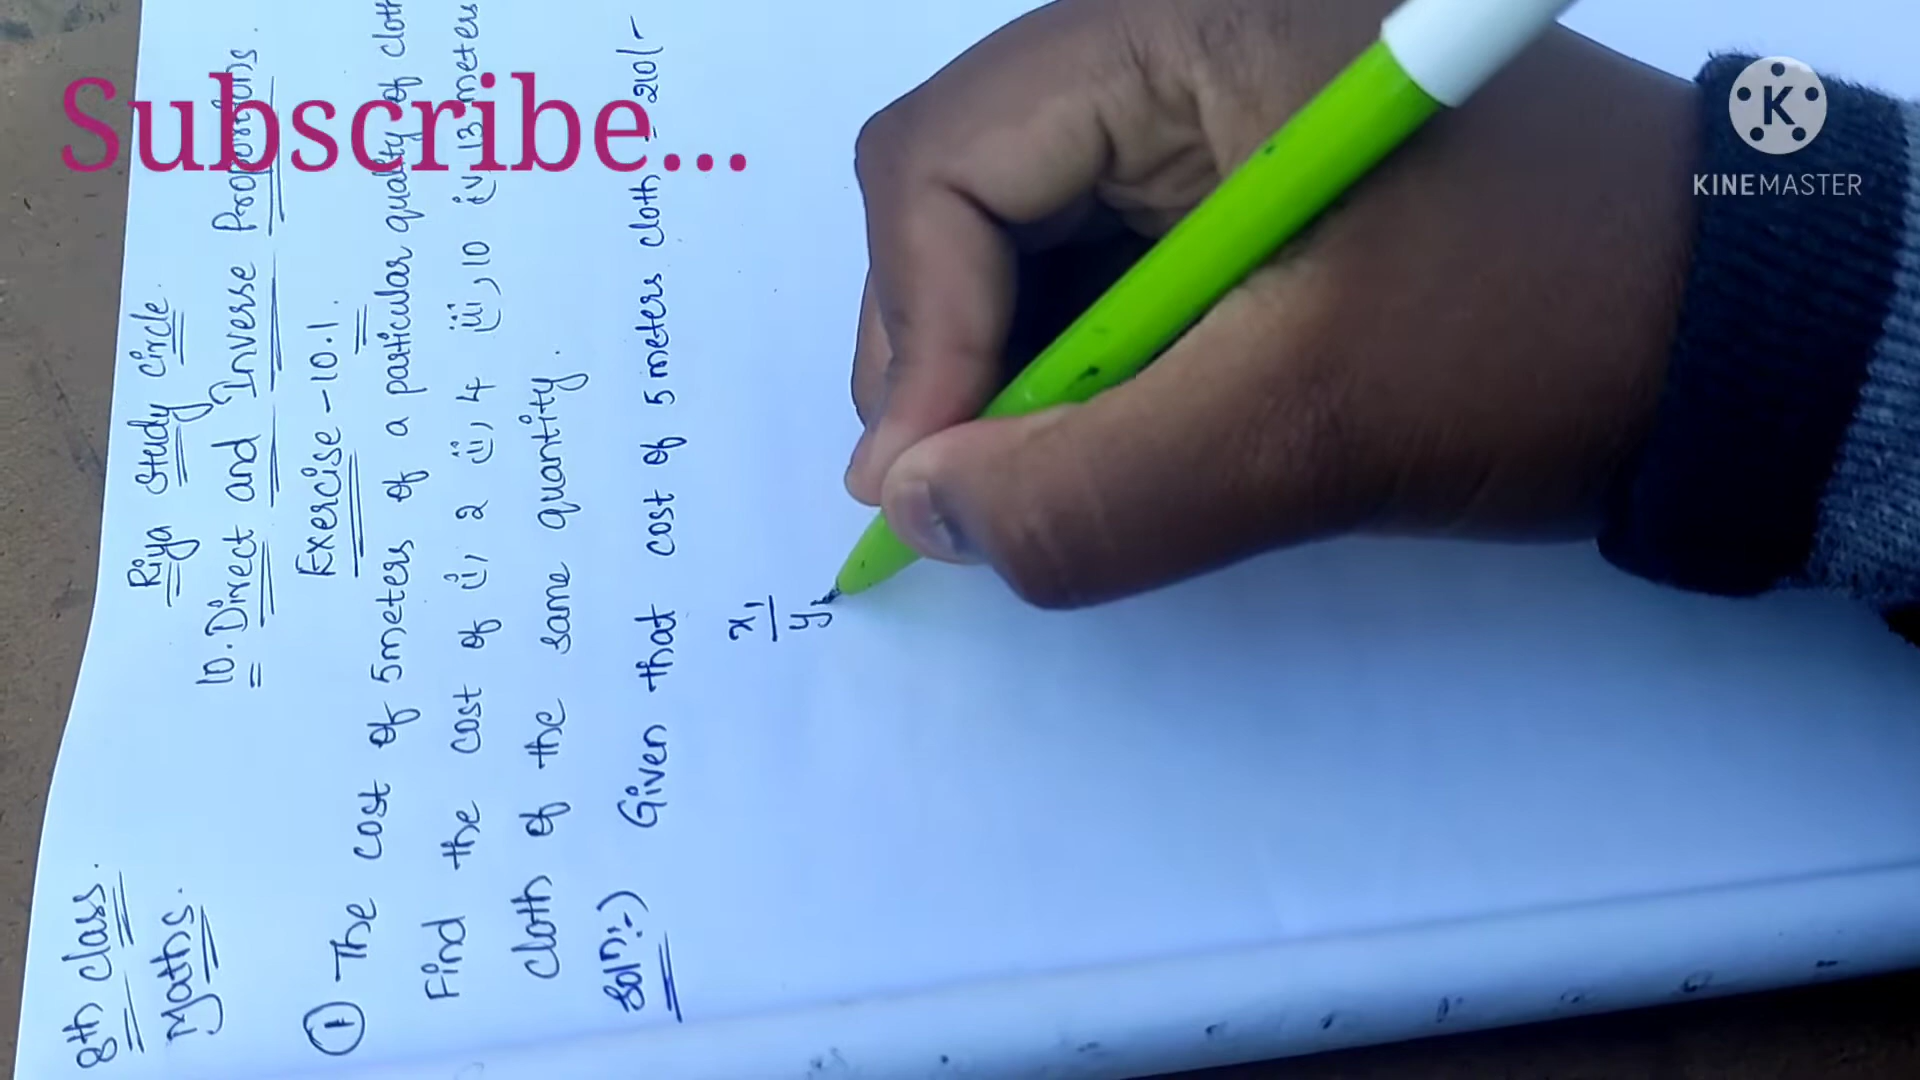 8th class.
Maths.
Riya Study Circle.
10. Direct and Inverse Proportions.
Exercise - 10.1
① The cost of 5meters of a particular quality of cloth
Find the cost of (i), 2 (ii), 4 (iii), 10 (iv, 13 meters
cloth of the same quantity.
Soln:-) Given that cost of 5 meters cloth = 210/-
x1
y1
Subscribe...
K
KINEMASTER